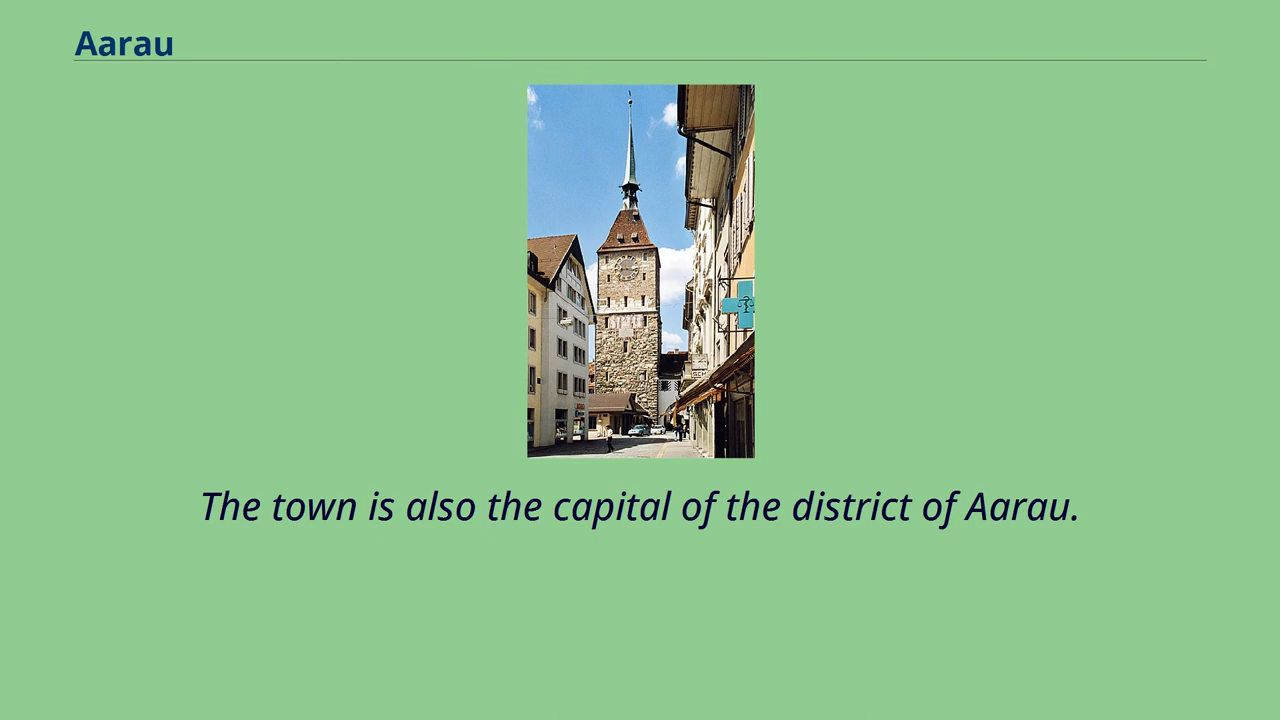 Aarau
The town is also the capital of the district of Aarau.